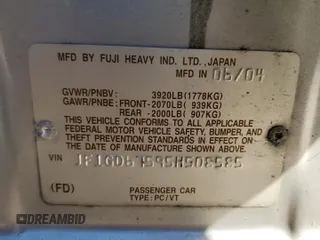 MFD BY FUJI HEAVY IND. LTD.,JAPAN
MFD IN 06/04
GVWR/PNBV : 3920LB(1778KG)
GAWR/PNBE: FRONT-2070LB( 939KG)
REAR -2000LB( 907KG)
THIS VEHICLE CONFORMS TO ALL APPLICABLE
FEDERAL MOTOR VEHICLE SAFETY, BUMPER, AND
THEFT PREVENTION STANDARDS IN EFFECT ON
THE DATE OF MANUFACTURE SHOWN ABOVE.
VIN
(FD)
PASSENGER CAR
TYPE: PC/VT
DREAMBID